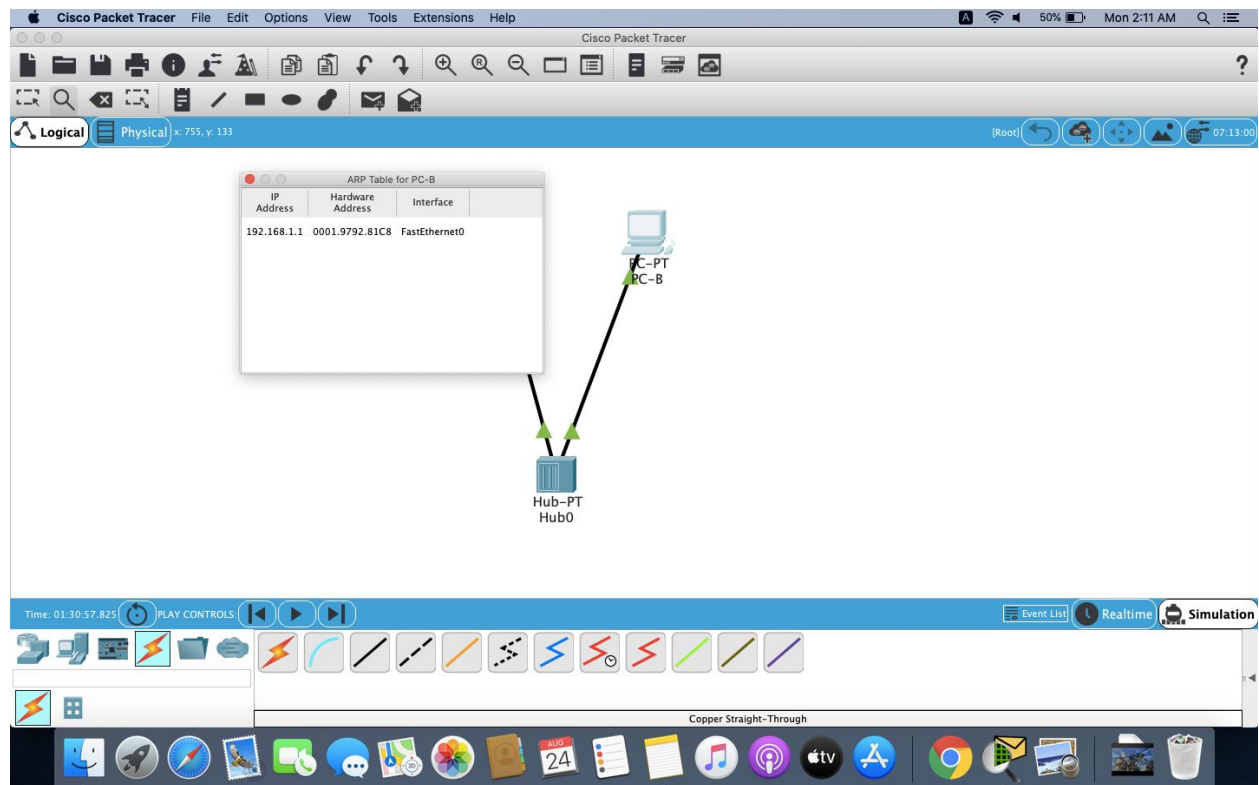 Cisco Packet Tracer File Edit Options View Tools Extensions Help A 50% Mon 2:11 AM
Cisco Packet Tracer
Logical Physical x: 755, y: 133 [Root] 07:13:00
ARP Table for PC-B
IP Address Hardware Address Interface
192.168.1.1 0001.9792.81C8 FastEthernet0
PC-PT
PC-B
Hub-PT
Hub0
Time: 01:30:57.825 PLAY CONTROLS: Event List Realtime Simulation
Copper Straight-Through
AUG
24
tv